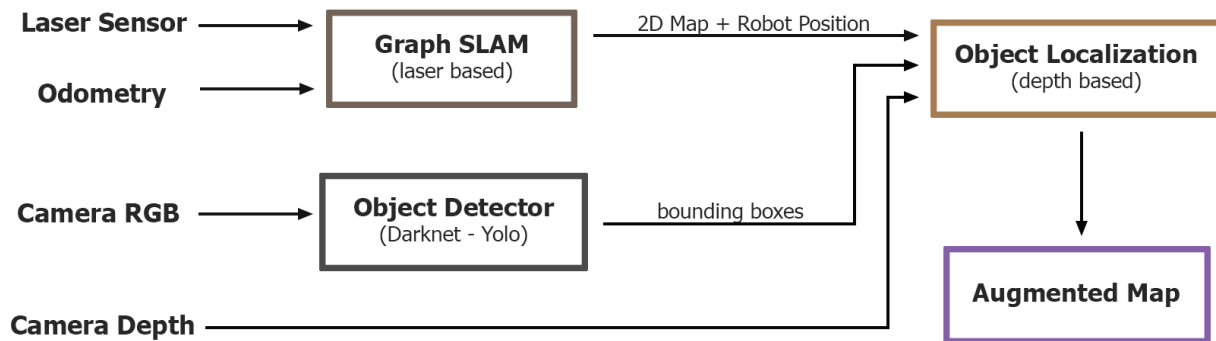 Laser Sensor
Odometry
Graph SLAM
(laser based)
2D Map + Robot Position
Object Localization
(depth based)
Camera RGB
Object Detector
(Darknet - Yolo)
bounding boxes
Camera Depth
Augmented Map